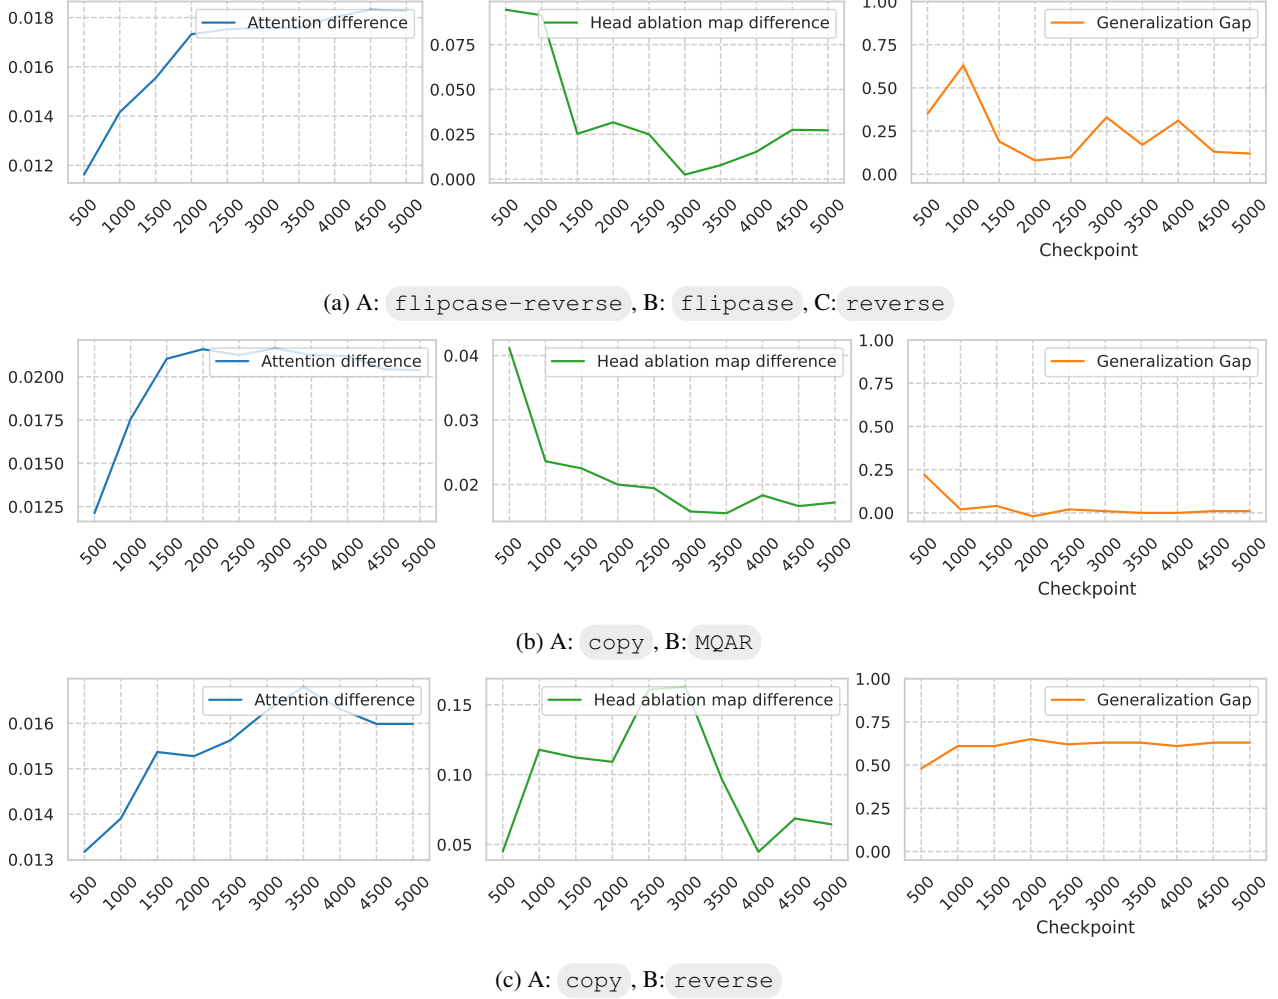 Attention difference
0.018
0.016
0.014
0.012
500 1000 1500 2000 2500 3000 3500 4000 4500 5000
Head ablation map difference
0.075
0.050
0.025
0.000
500 1000 1500 2000 2500 3000 3500 4000 4500 5000
Generalization Gap
1.00
0.75
0.50
0.25
0.00
500 1000 1500 2000 2500 3000 3500 4000 4500 5000
Checkpoint
(a) A: flipcase-reverse, B: flipcase, C: reverse
Attention difference
0.0200
0.0175
0.0150
0.0125
500 1000 1500 2000 2500 3000 3500 4000 4500 5000
Head ablation map difference
0.04
0.03
0.02
500 1000 1500 2000 2500 3000 3500 4000 4500 5000
Generalization Gap
1.00
0.75
0.50
0.25
0.00
500 1000 1500 2000 2500 3000 3500 4000 4500 5000
Checkpoint
(b) A: copy, B: MQAR
Attention difference
0.016
0.015
0.014
0.013
500 1000 1500 2000 2500 3000 3500 4000 4500 5000
Head ablation map difference
0.15
0.10
0.05
500 1000 1500 2000 2500 3000 3500 4000 4500 5000
Generalization Gap
1.00
0.75
0.50
0.25
0.00
500 1000 1500 2000 2500 3000 3500 4000 4500 5000
Checkpoint
(c) A: copy, B: reverse